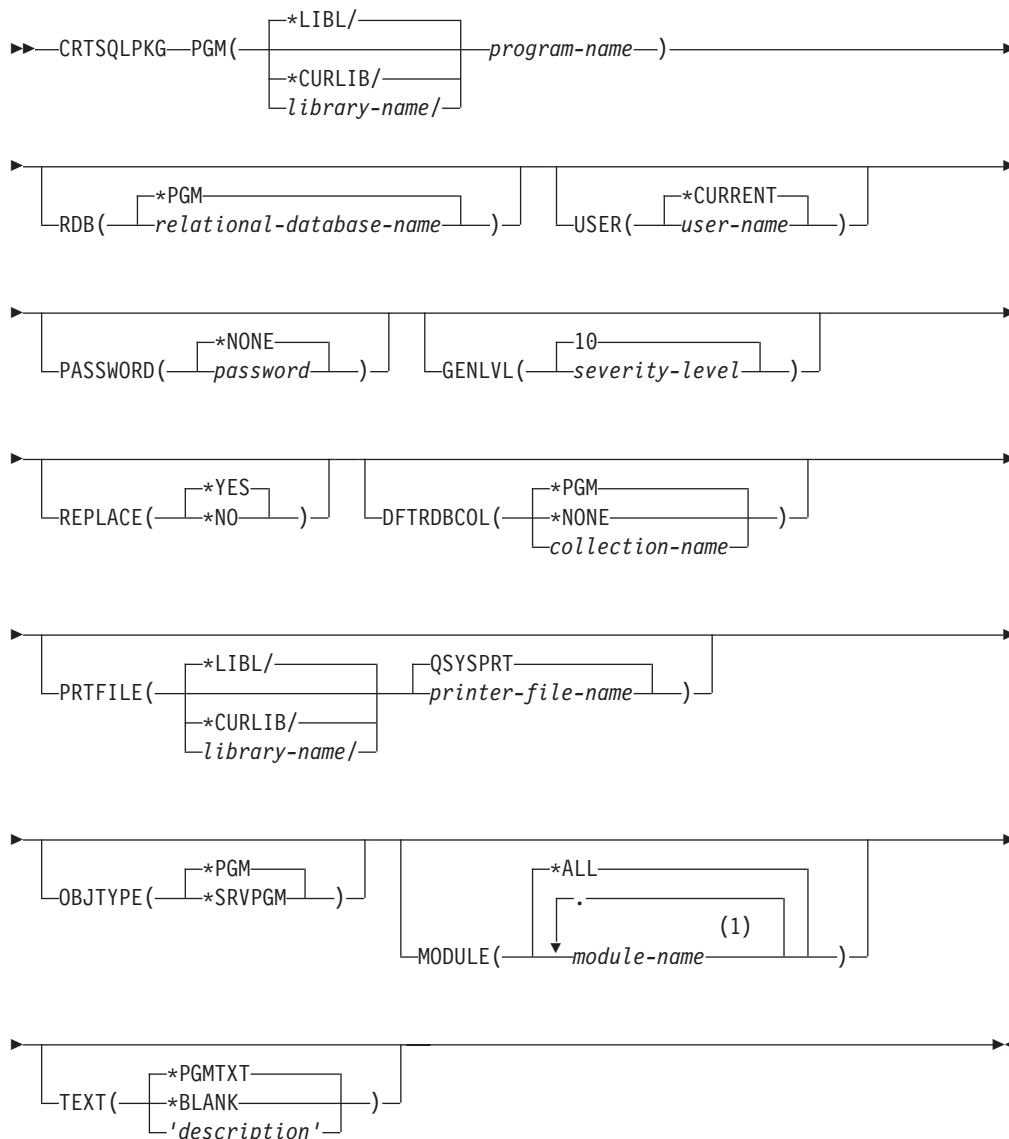 *LIBL/
CRTSQLPKG PGM( program-name )
*CURLIB/
library-name/
*PGM *CURRENT
RDB( relational-database-name ) USER( user-name )
*NONE 10
PASSWORD( password ) GENLVL( severity-level )
*YES *PGM
REPLACE( *NO ) DFTRDBCOL( *NONE )
collection-name
*LIBL/ QSYSPRT
PRTFILE( printer-file-name )
*CURLIB/
library-name/
*PGM *ALL
OBJTYPE( *SRVPGM ) .
(1)
MODULE( module-name )
*PGMTXT
TEXT( *BLANK )
'description'